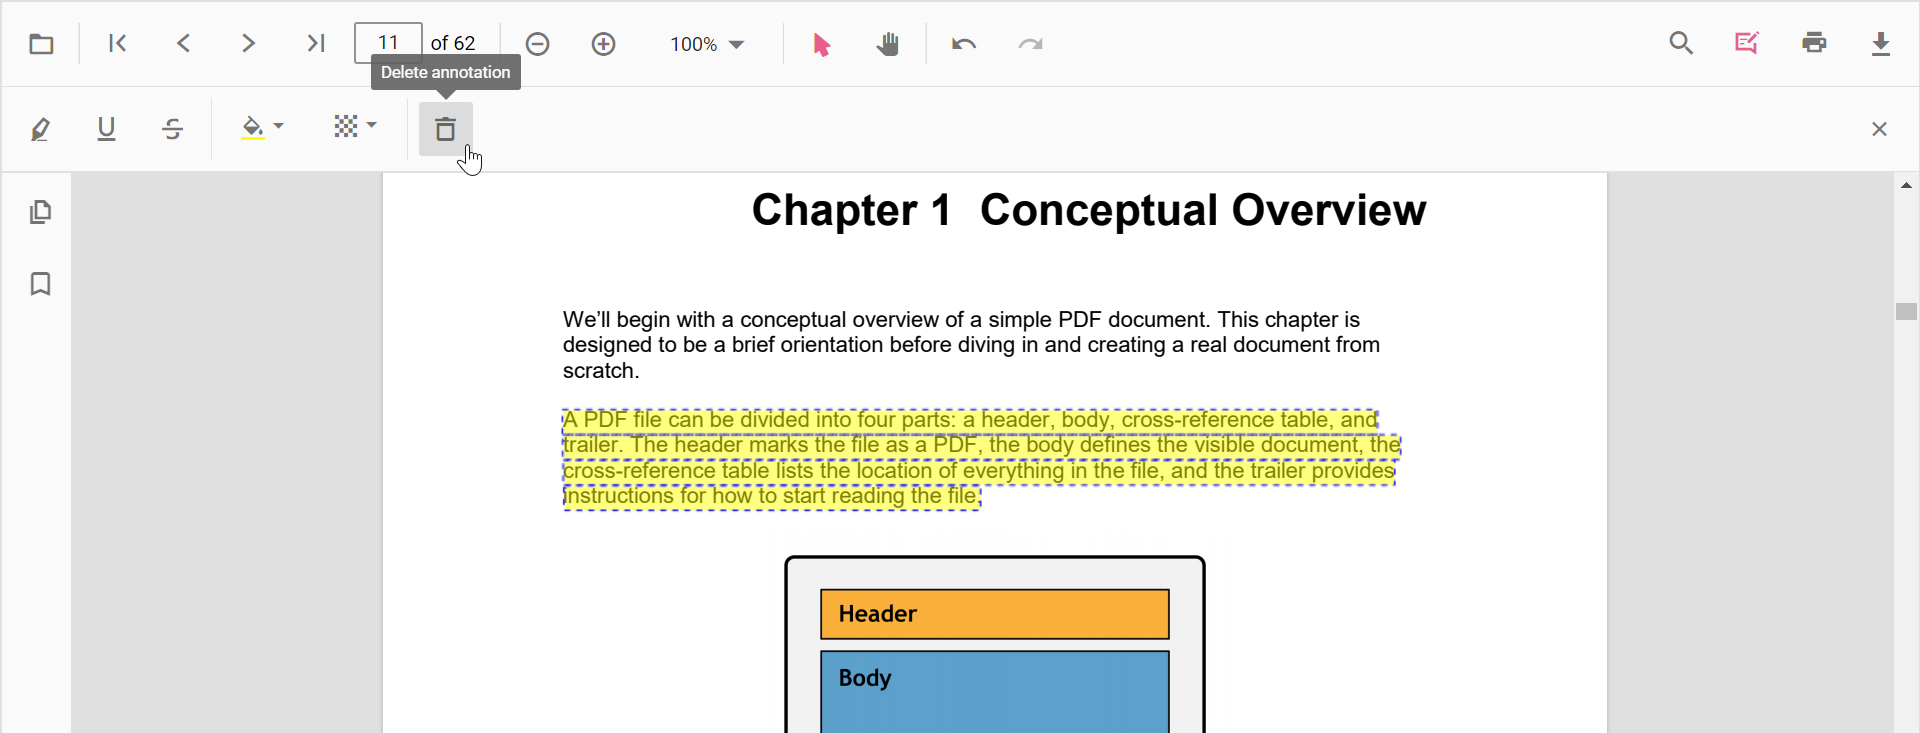 11 of 62
100%
Delete annotation
Chapter 1 Conceptual Overview
We'll begin with a conceptual overview of a simple PDF document. This chapter is
designed to be a brief orientation before diving in and creating a real document from
scratch.
A PDF file can be divided into four parts: a header, body, cross-reference table, and
trailer. The header marks the file as a PDF, the body defines the visible document, the
cross-reference table lists the location of everything in the file, and the trailer provides
instructions for how to start reading the file.
Header
Body